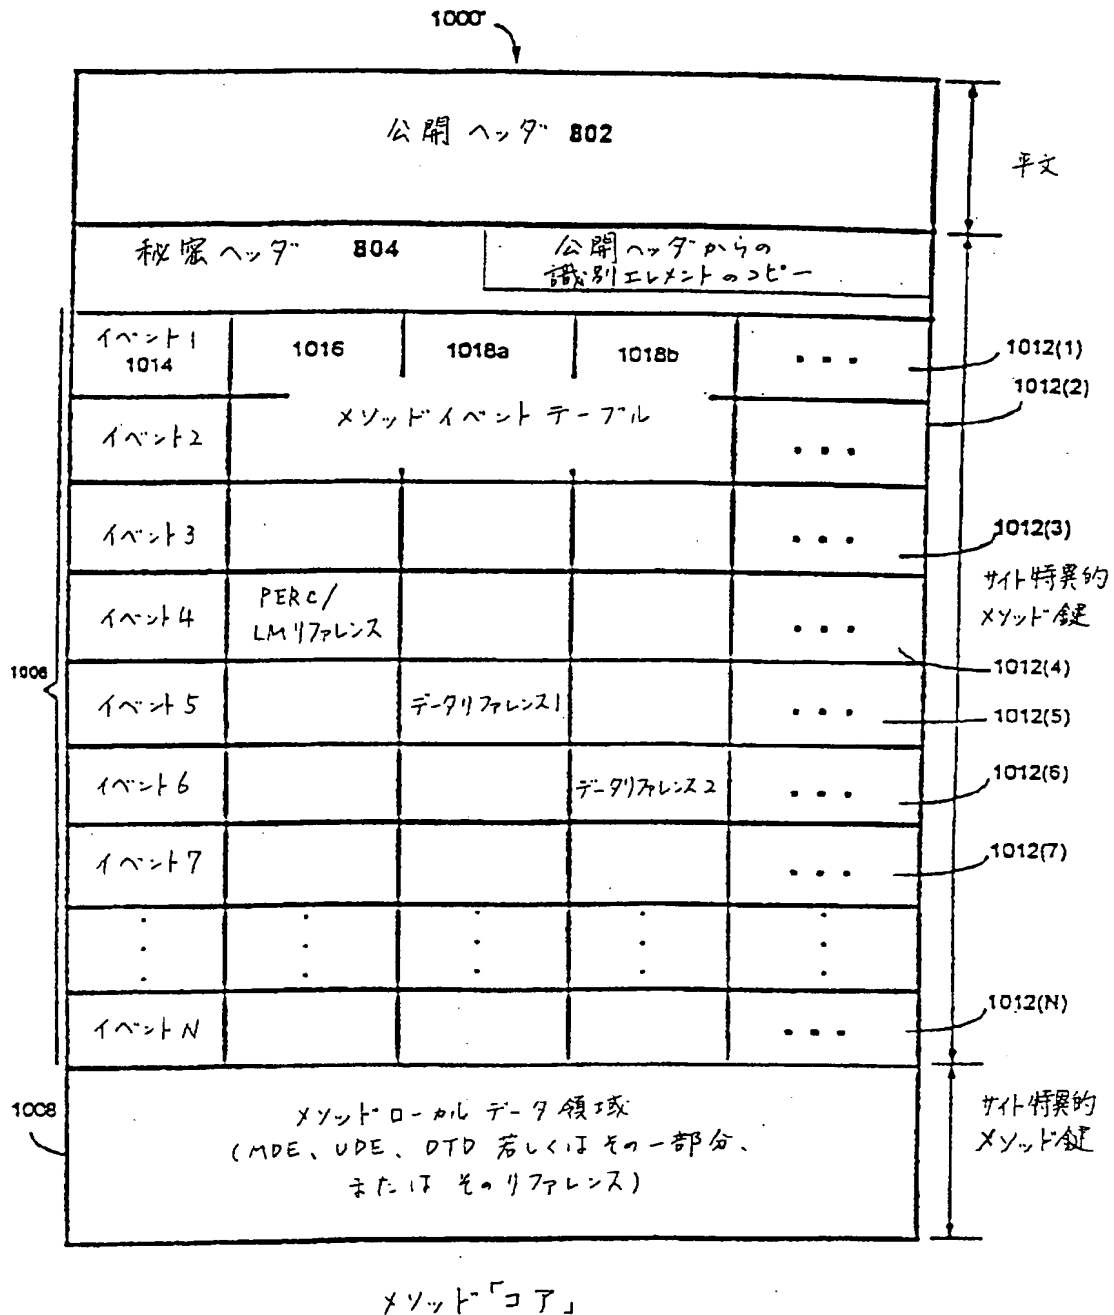 1000
公開ヘッダ 802
平文
秘密ヘッダ 804
公開ヘッダからの
識別エレメントのコピー
イベント1
1014
1016
1018a
1018b
...
1012(1)
1012(2)
メソッドイベント テーブル
イベント2
...
イベント3
...
1012(3)
サイト特異的
メソッド鍵
イベント4
PERC/
LMリファレンス
...
1012(4)
1006
イベント5
データリファレンス1
...
1012(5)
イベント6
データリファレンス2
...
1012(6)
イベント7
...
1012(7)
イベントN
...
1012(N)
1008
メソッドローカル データ領域
(MDE、UDE、DTD 若しくは その一部分、
または そのリファレンス)
サイト特異的
メソッド鍵
メソッド「コア」